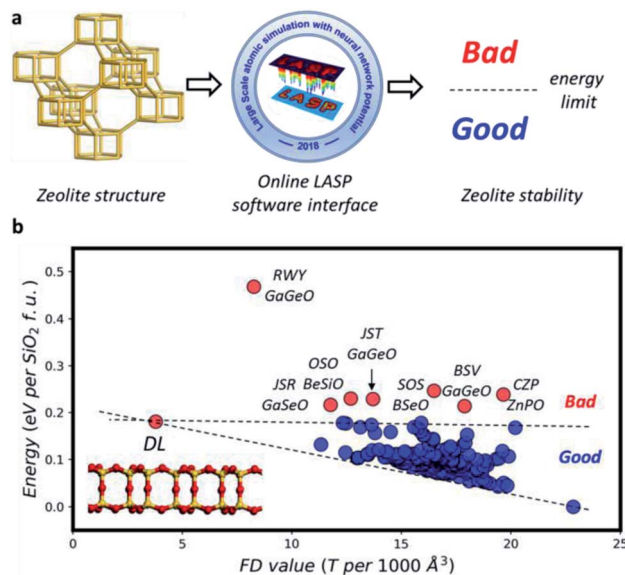 a
Large Scale atomic simulation with neural network potential
LASP
LASP
2018
Bad
energy
limit
Good
Zeolite structure
Online LASP
software interface
Zeolite stability
b
Energy (eV per SiO₂ f.u.)
0.5
0.4
0.3
0.2
0.1
0.0
RWY
GaGeO
JST
GaGeO
OSO
BeSiO
JSR
GaSeO
SOS
BSeO
BSV
GaGeO
CZP
ZnPO
Bad
DL
Good
0
5
10
15
20
25
FD value (T per 1000 Å³)